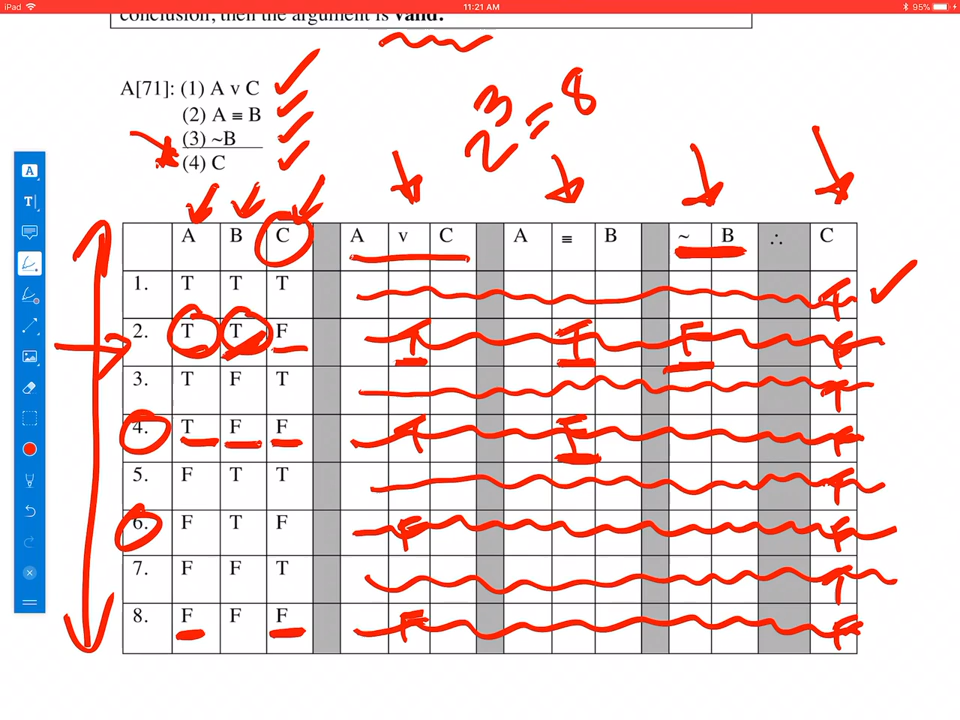 iPad 11:21 AM 95%
conclusion, then the argument is valid.
A[71]: (1) A v C
(2) A ≡ B
(3) ~B
(4) C
2³ = 8
A B C A v C A ≡ B ~ B ∴ C
1. T T T T
2. T T F T T F F
3. T F T T
4. T F F T F F
5. F T T T
6. F T F F F
7. F F T T
8. F F F F F